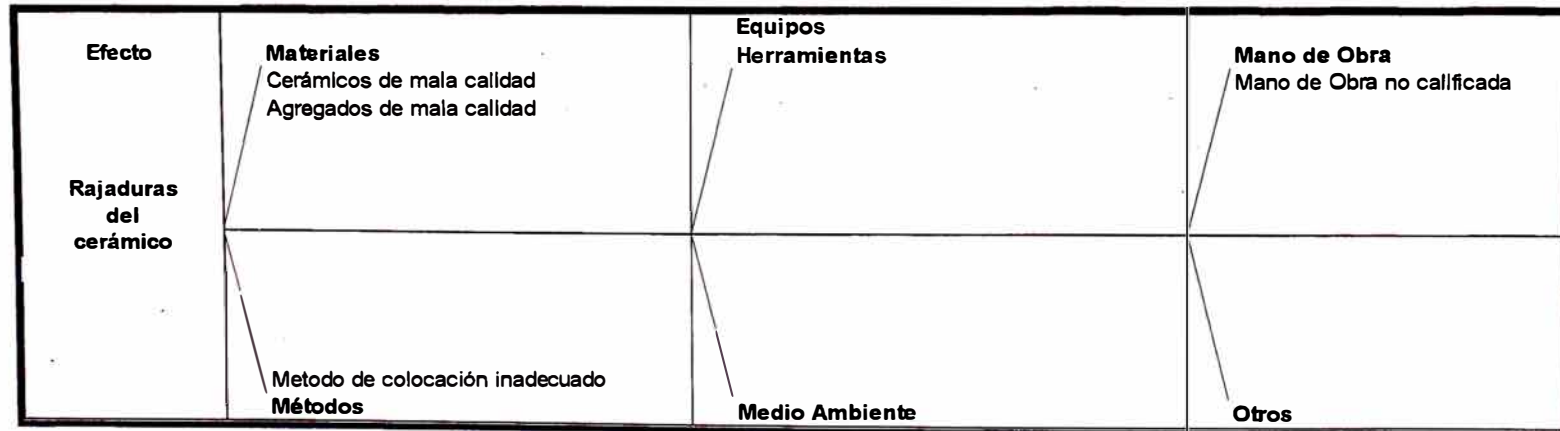 Efecto
Rajaduras
del
cerámico
Materiales
Cerámicos de mala calidad
Agregados de mala calidad
Equipos
Herramientas
Mano de Obra
Mano de Obra no calificada
Metodo de colocación inadecuado
Métodos
Medio Ambiente
Otros